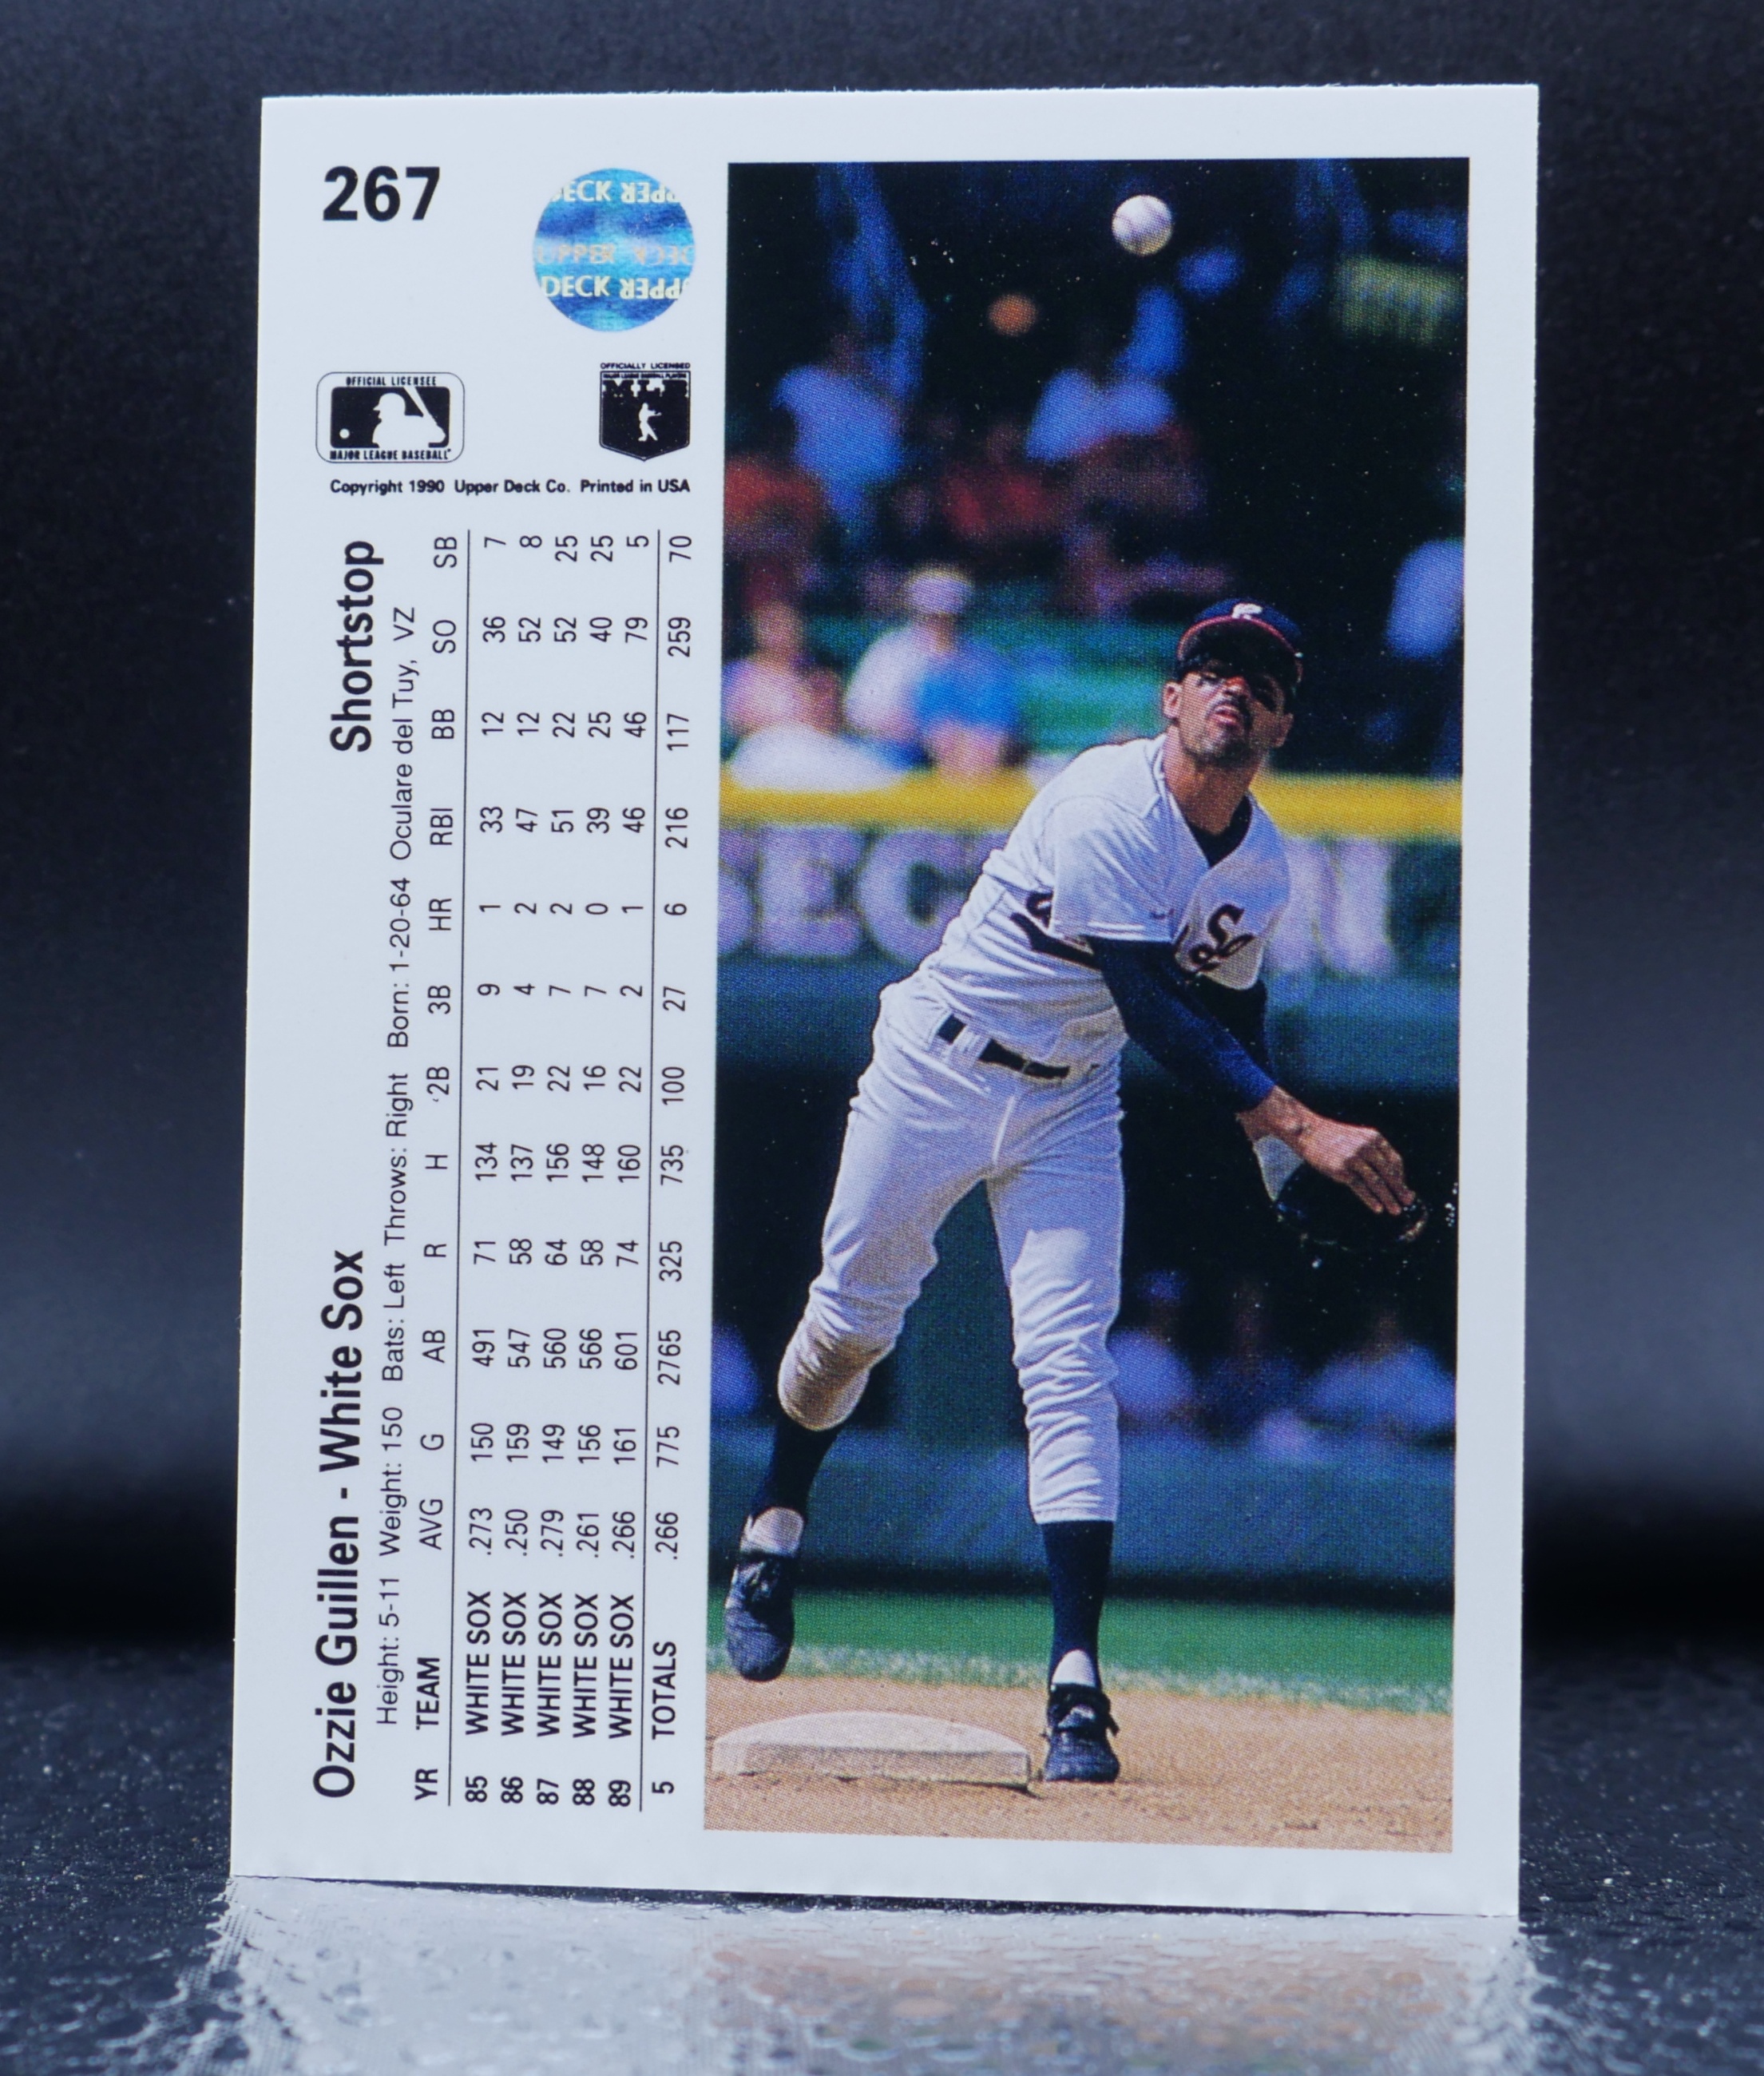 267
DECK UPPER
UPPER DECK
DECK UPPER
OFFICIAL LICENSEE
MAJOR LEAGUE BASEBALL
OFFICIALLY LICENSED
MAJOR LEAGUE BASEBALL PLAYERS
Copyright 1990 Upper Deck Co. Printed in USA
Ozzie Guillen - White Sox Shortstop
Height: 5-11 Weight: 150 Bats: Left Throws: Right Born: 1-20-64 Oculare del Tuy, VZ
YR TEAM AVG G AB R H 2B 3B HR RBI BB SO SB
85 WHITE SOX .273 150 491 71 134 21 9 1 33 12 36 7
86 WHITE SOX .250 159 547 58 137 19 4 2 47 12 52 8
87 WHITE SOX .279 149 560 64 156 22 7 2 51 22 52 25
88 WHITE SOX .261 156 566 58 148 16 7 0 39 25 40 25
89 WHITE SOX .266 161 601 74 160 22 2 1 46 46 79 5
5 TOTALS .266 775 2765 325 735 100 27 6 216 117 259 70